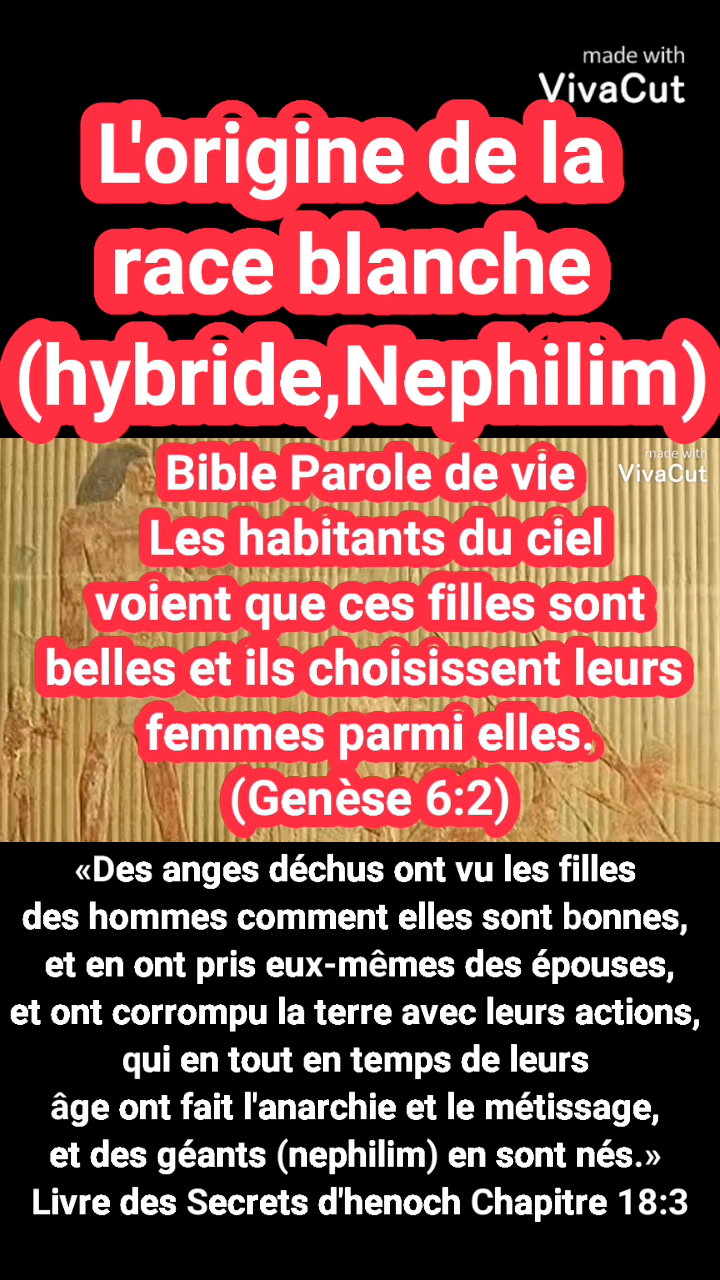 made with
VivaCut
L'origine de la
race blanche
(hybride,Nephilim)
made with
VivaCut
Bible Parole de vie
Les habitants du ciel
voient que ces filles sont
belles et ils choisissent leurs
femmes parmi elles.
(Genèse 6:2)
«Des anges déchus ont vu les filles
des hommes comment elles sont bonnes,
et en ont pris eux-mêmes des épouses,
et ont corrompu la terre avec leurs actions,
qui en tout en temps de leurs
âge ont fait l'anarchie et le métissage,
et des géants (nephilim) en sont nés.»
Livre des Secrets d'henoch Chapitre 18:3